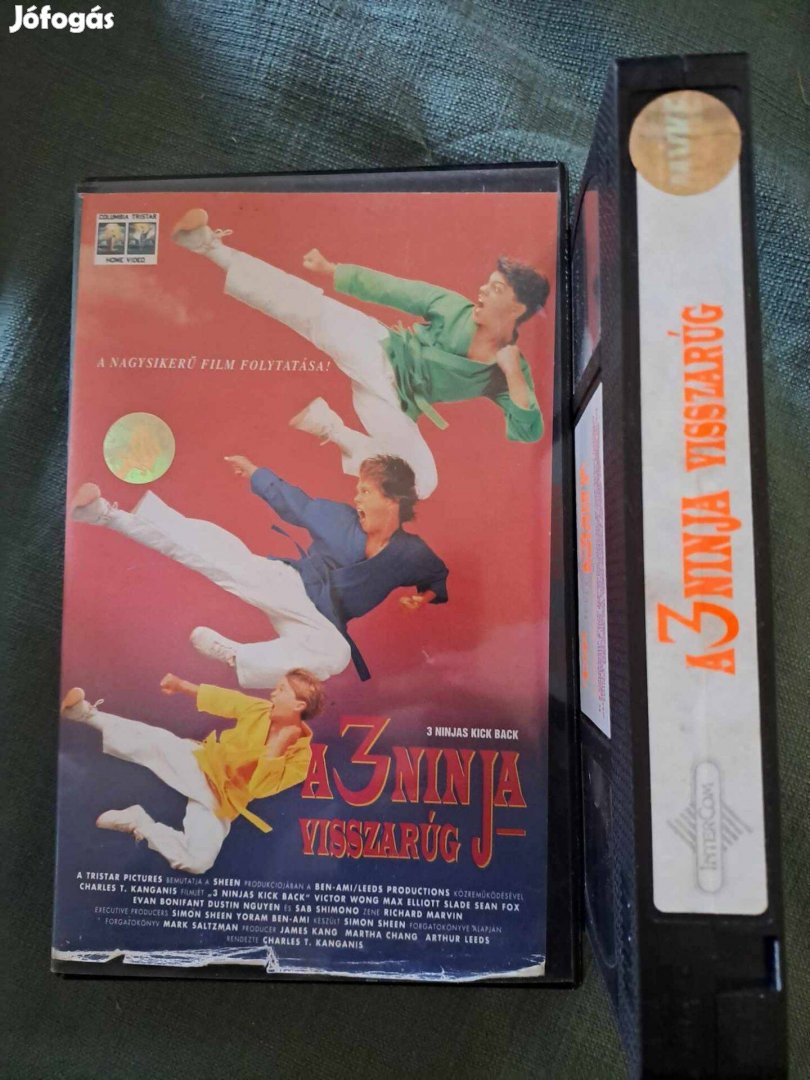 Jófogás
COLUMBIA TRISTAR
HOME VIDEO
A NAGYSIKERŰ FILM FOLYTATÁSA!
3 NINJAS KICK BACK
A 3 NINJA
VISSZARÚG
A TRISTAR PICTURES BEMUTATJA A SHEEN PRODUKCIÓJÁBAN A BEN-AMI/LEEDS PRODUCTIONS KÖZREMŰKÖDÉSÉVEL
CHARLES T. KANGANIS FILMJÉT „3 NINJAS KICK BACK" VICTOR WONG MAX ELLIOTT SLADE SEAN FOX
EVAN BONIFANT DUSTIN NGUYEN ÉS SAB SHIMONO ZENE RICHARD MARVIN
EXECUTIVE PRODUCERS SIMON SHEEN YORAM BEN-AMI KÉSZÜLT SIMON SHEEN FORGATÓKÖNYVE ALAPJÁN
FORGATÓKÖNYV MARK SALTZMAN PRODUCER JAMES KANG MARTHA CHANG ARTHUR LEEDS
RENDEZTE CHARLES T. KANGANIS
A 3 NINJA VISSZARÚG
INTERCOM